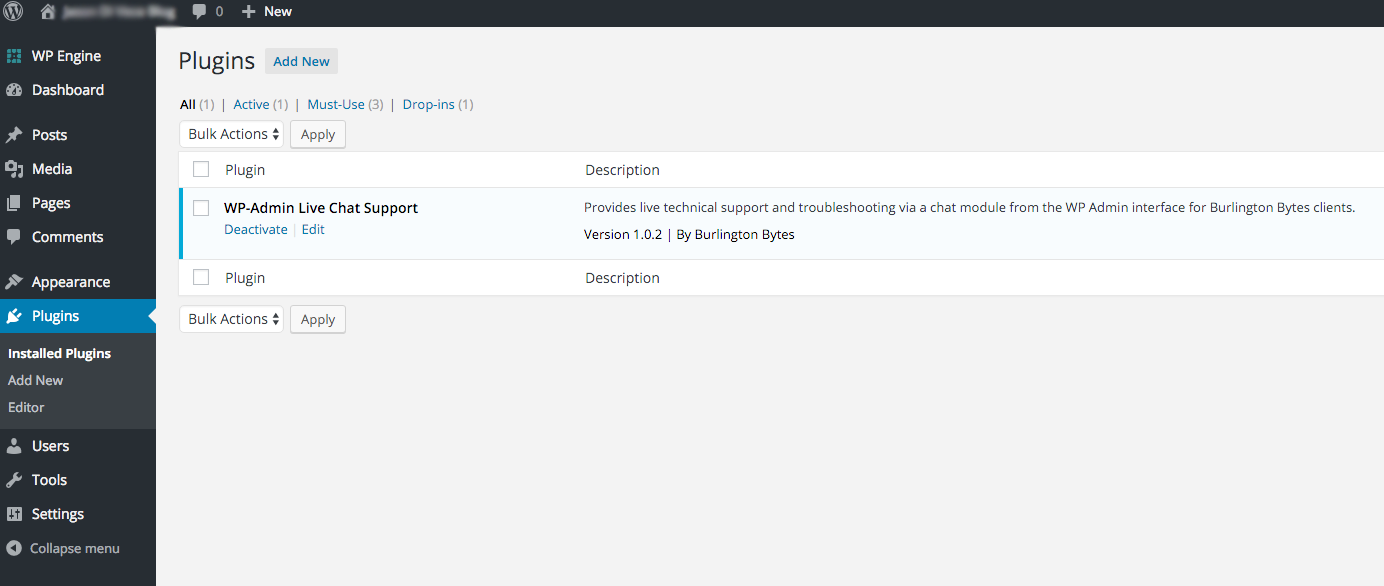 0 New
WP Engine
Dashboard
Posts
Media
Pages
Comments
Appearance
Plugins
Installed Plugins
Add New
Editor
Users
Tools
Settings
Collapse menu
Plugins Add New
All (1) | Active (1) | Must-Use (3) | Drop-ins (1)
Bulk Actions Apply
Plugin Description
WP-Admin Live Chat Support Provides live technical support and troubleshooting via a chat module from the WP Admin interface for Burlington Bytes clients.
Deactivate | Edit Version 1.0.2 | By Burlington Bytes
Plugin Description
Bulk Actions Apply